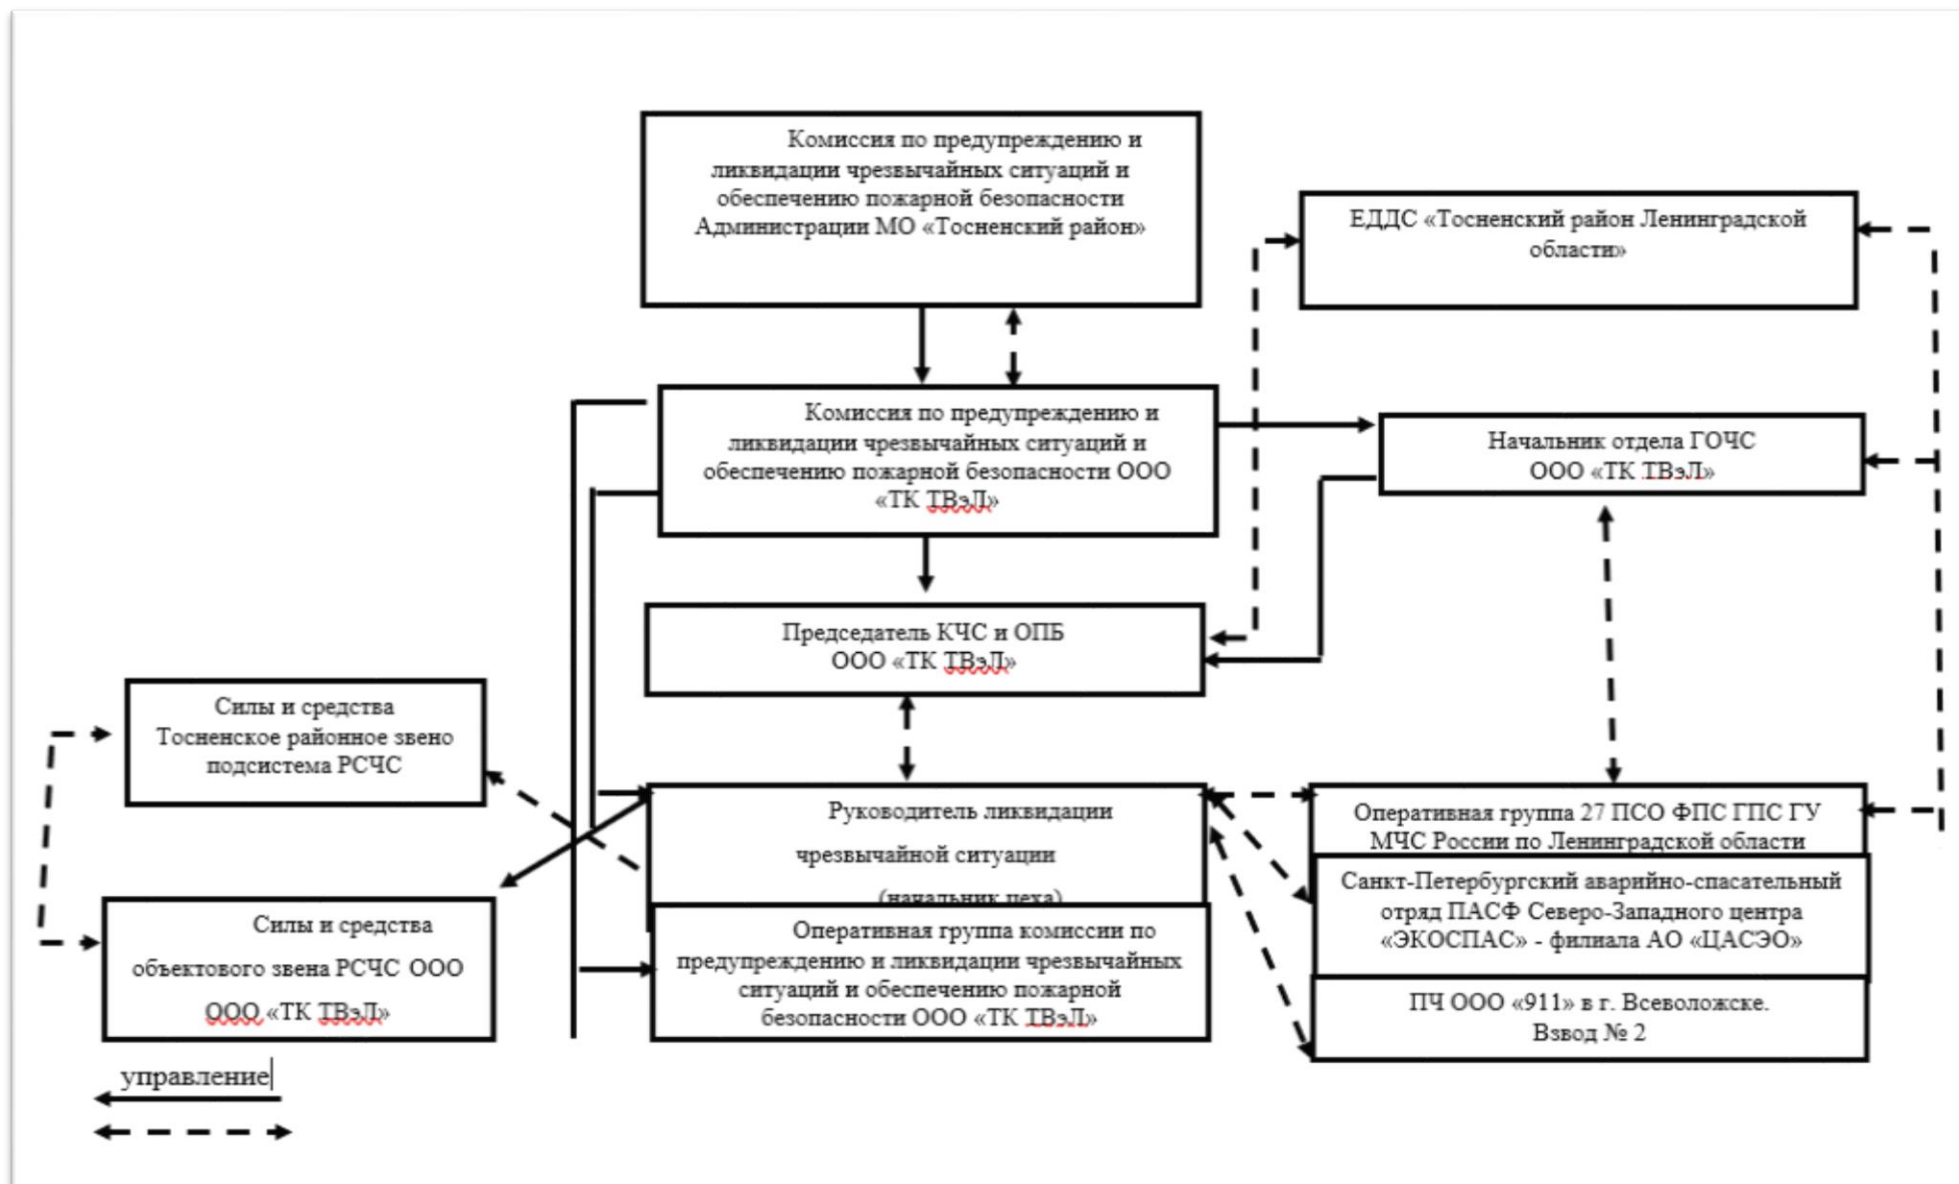 Комиссия по предупреждению и
ликвидации чрезвычайных ситуаций и
обеспечению пожарной безопасности
Администрации МО «Тосненский район»
ЕДДС «Тосненский район Ленинградской
области»
Комиссия по предупреждению и
ликвидации чрезвычайных ситуаций и
обеспечению пожарной безопасности ООО
«ТК ТВэЛ»
Начальник отдела ГОЧС
ООО «ТК ТВэЛ»
Председатель КЧС и ОПБ
ООО «ТК ТВэЛ»
Силы и средства
Тосненское районное звено
подсистема РСЧС
Руководитель ликвидации
чрезвычайной ситуации
(начальник цеха)
Оперативная группа 27 ПСО ФПС ГПС ГУ
МЧС России по Ленинградской области
Санкт-Петербургский аварийно-спасательный
отряд ПАСФ Северо-Западного центра
«ЭКОСПАС» - филиала АО «ЦАСЭО»
Силы и средства
объектового звена РСЧС ООО
ООО «ТК ТВэЛ»
Оперативная группа комиссии по
предупреждению и ликвидации чрезвычайных
ситуаций и обеспечению пожарной
безопасности ООО «ТК ТВэЛ»
ПЧ ООО «911» в г. Всеволожске.
Взвод № 2
управление